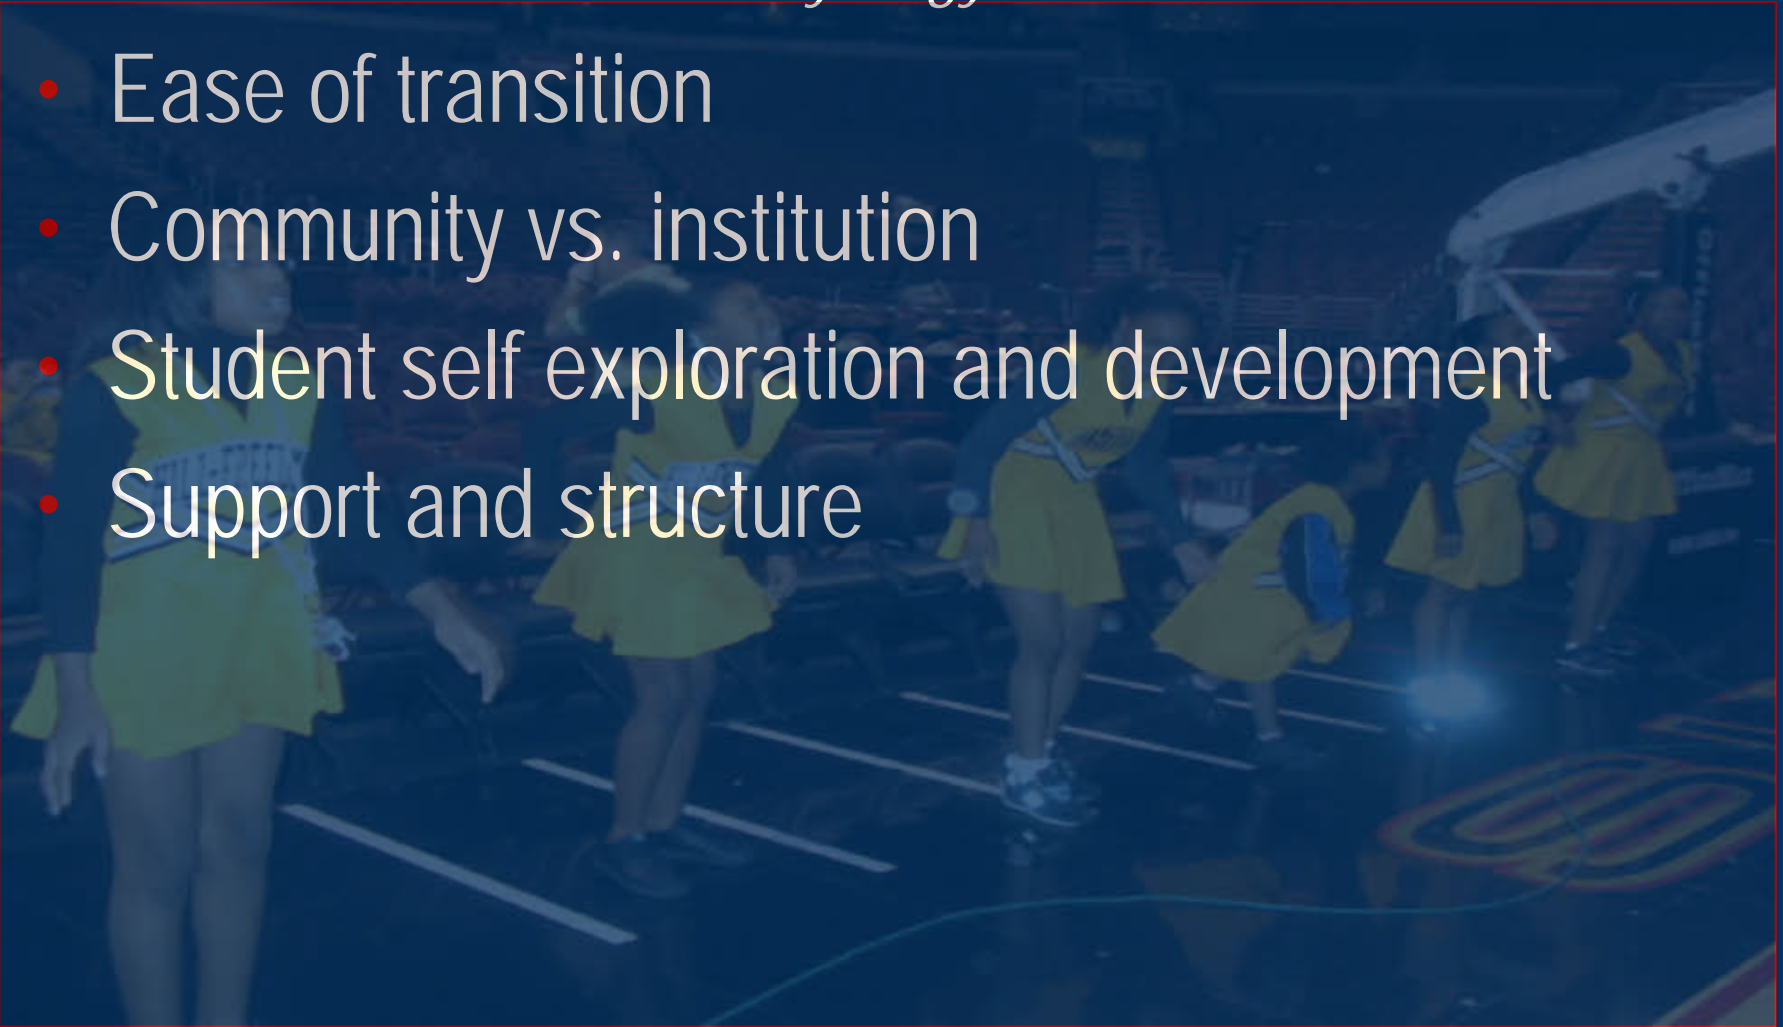 • Ease of transition
• Community vs. institution
• Student self exploration and development
• Support and structure